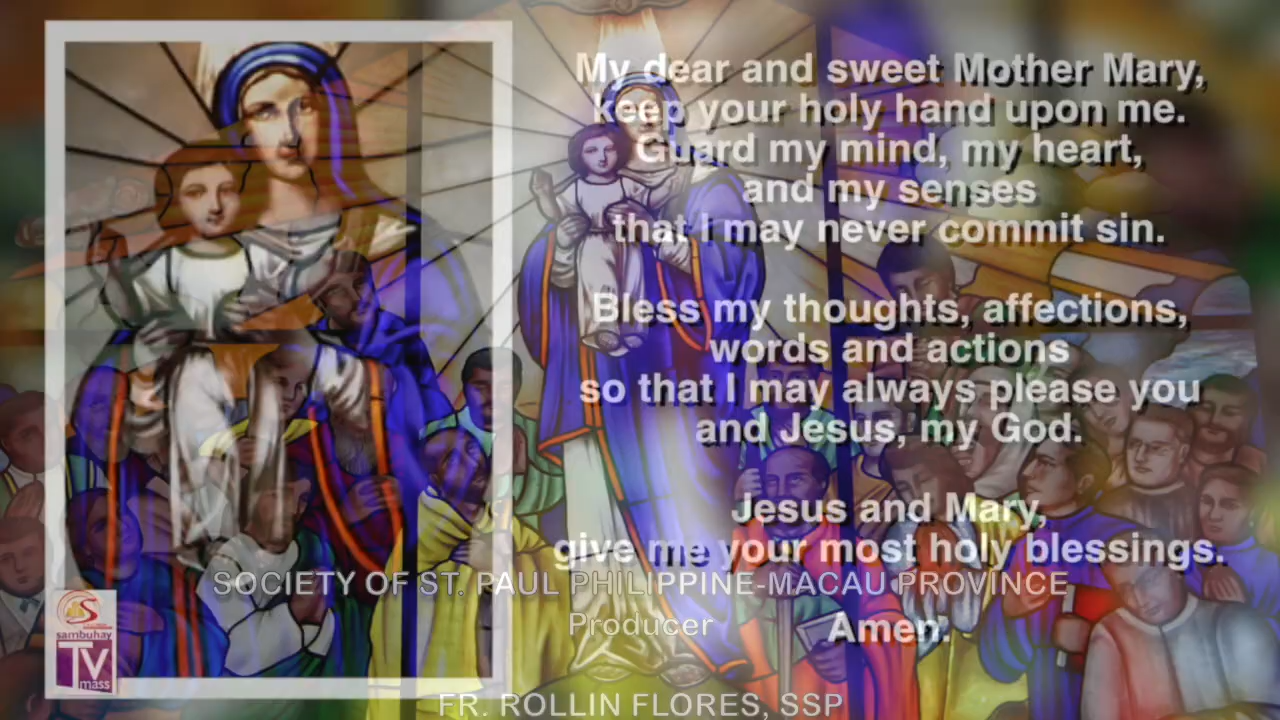 My dear and sweet Mother Mary,
keep your holy hand upon me.
Guard my mind, my heart,
and my senses
that I may never commit sin.
Bless my thoughts, affections,
words and actions
so that I may always please you
and Jesus, my God.
Jesus and Mary,
give me your most holy blessings.
Amen.
SOCIETY OF ST. PAUL PHILIPPINE-MACAU PROVINCE
Producer
FR. ROLLIN FLORES, SSP
sambuhay
TV
mass